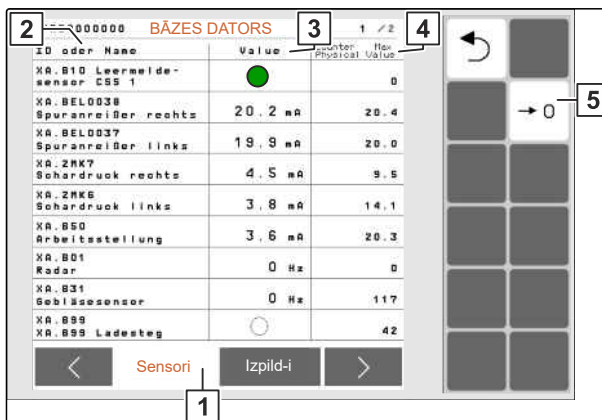 BĀZES DATORS 1 / 2
2 3 4
ID oder Name Value Counter Max
Physical Value
XA.B10 Leermelde-
sensor CSS 1 0
XA.BEL0038
Spuranreißer rechts 20.2 mA 20.4
XA.BEL0037
Spuranreißer links 19.9 mA 20.0
XA.2MK7
Schardruck rechts 4.5 mA 9.5
XA.2MK6
Schardruck links 3.8 mA 14.1
XA.B50
Arbeitsstellung 3.6 mA 20.3
XA.B01
Radar 0 Hz 0
XA.B31
Gebläsesensor 0 Hz 117
XA.B99
XA.B99 Ladesteg 42
< Sensori Izpild-i >
1
→ 0 5